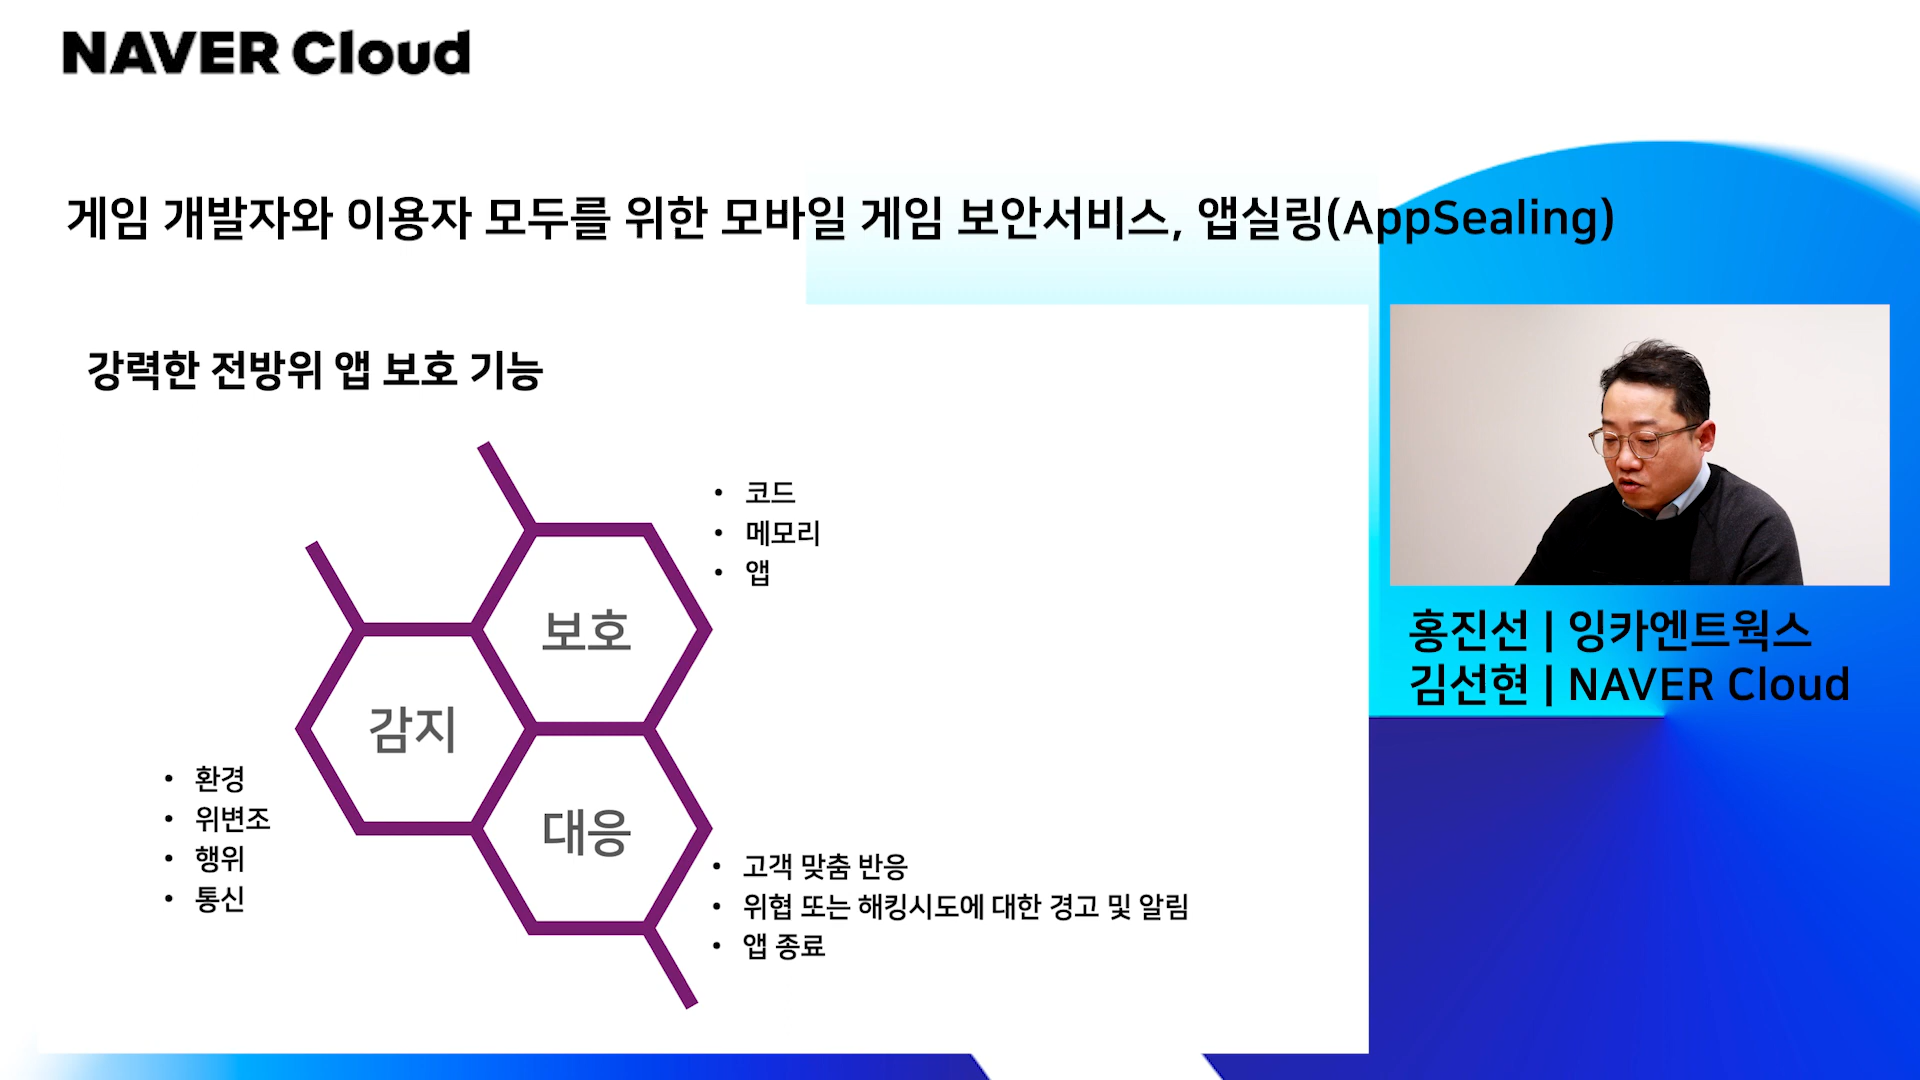 NAVER Cloud
게임 개발자와 이용자 모두를 위한 모바일 게임 보안서비스, 앱실링(AppSealing)
강력한 전방위 앱 보호 기능
• 코드
• 메모리
• 앱
보호
감지
• 환경
• 위변조
• 행위
• 통신
대응
• 고객 맞춤 반응
• 위협 또는 해킹시도에 대한 경고 및 알림
• 앱 종료
홍진선 | 잉카엔트웍스
김선현 | NAVER Cloud